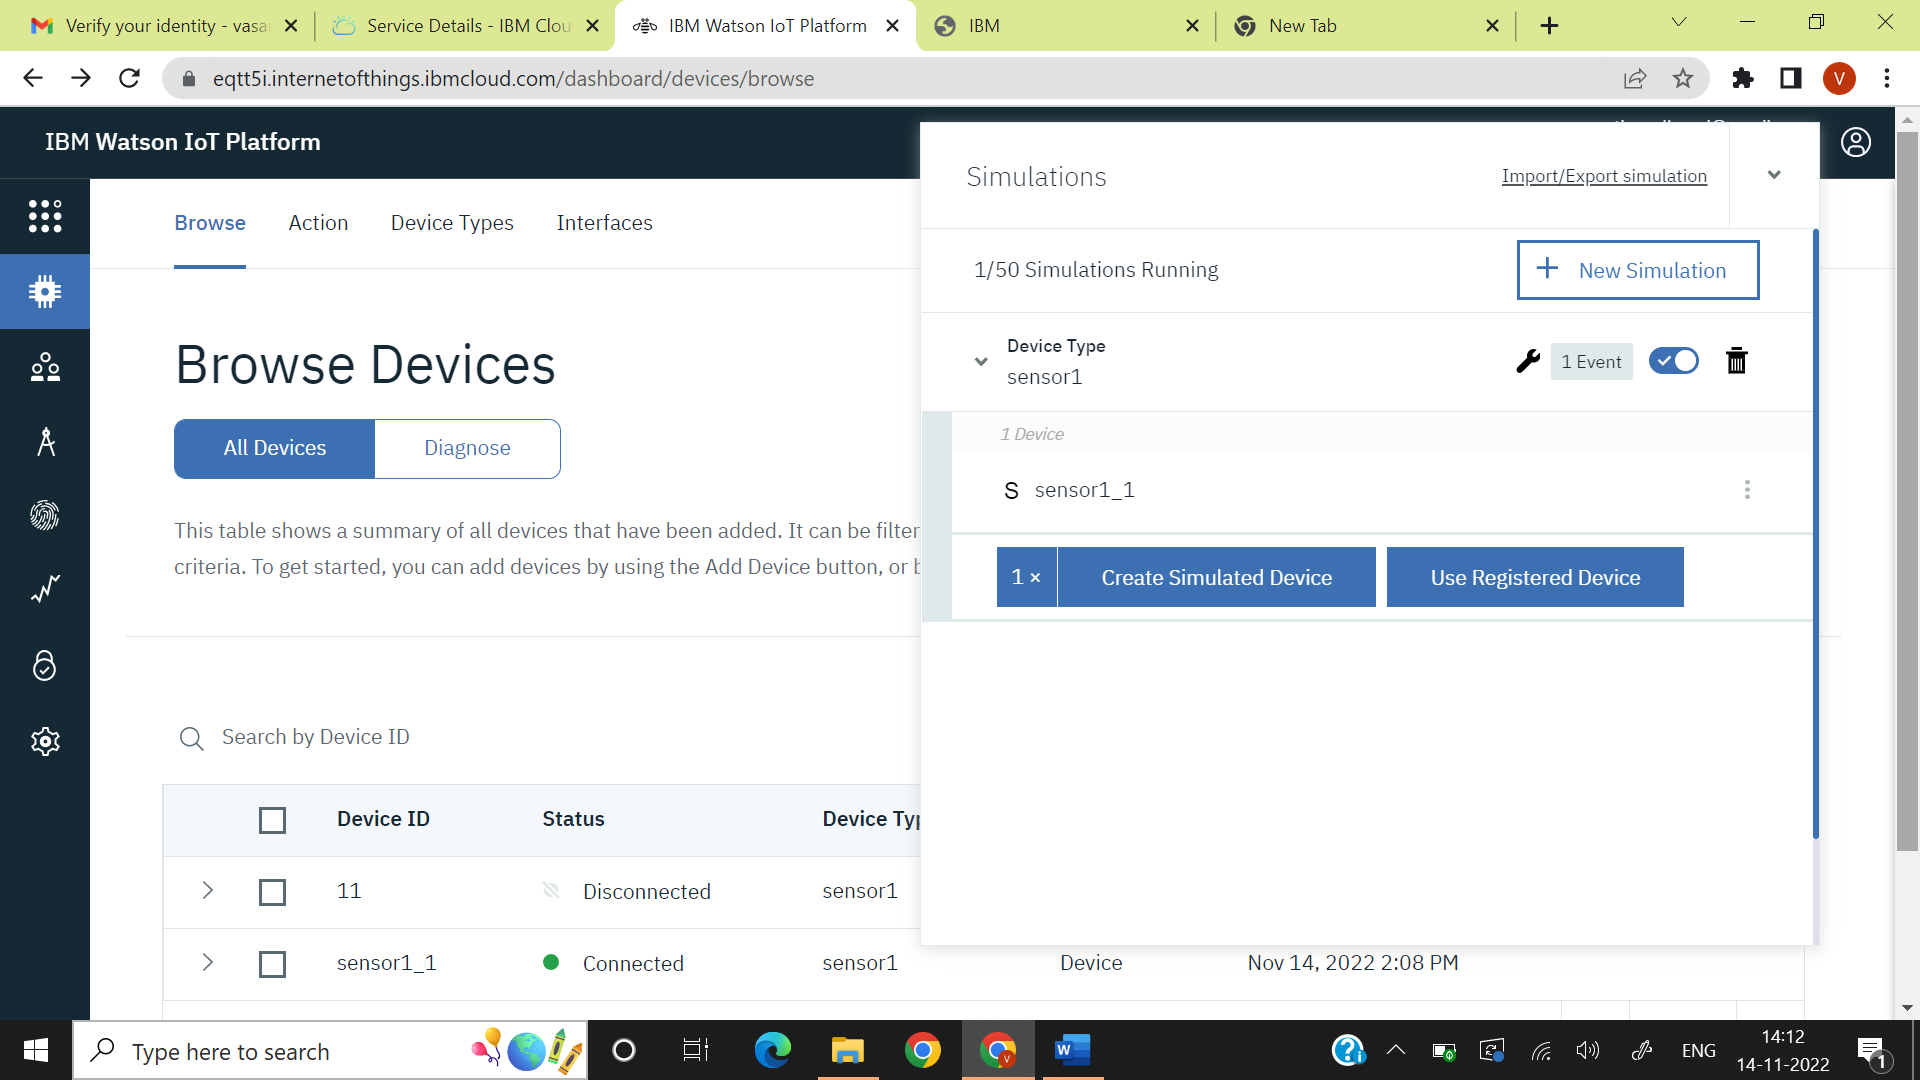 Verify your identity - vasa
Service Details - IBM Clou
IBM Watson IoT Platform
IBM
New Tab
eqtt5i.internetofthings.ibmcloud.com/dashboard/devices/browse
V
IBM Watson IoT Platform
Browse
Action
Device Types
Interfaces
Browse Devices
All Devices
Diagnose
This table shows a summary of all devices that have been added. It can be filter
criteria. To get started, you can add devices by using the Add Device button, or b
Search by Device ID
Device ID
Status
Device Typ
11
Disconnected
sensor1
sensor1_1
Connected
sensor1
Device
Nov 14, 2022 2:08 PM
Simulations
Import/Export simulation
1/50 Simulations Running
New Simulation
Device Type
sensor1
1 Event
1 Device
S sensor1_1
1 ×
Create Simulated Device
Use Registered Device
Type here to search
ENG
14:12
14-11-2022
1